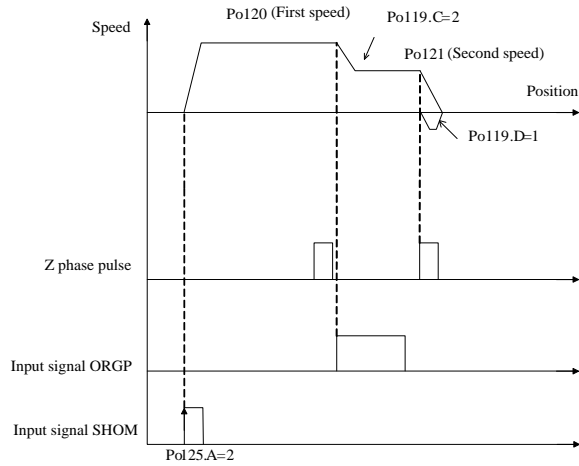 Speed
Po120 (First speed)
Po119.C=2
Po121 (Second speed)
Position
Po119.D=1
Z phase pulse
Input signal ORGP
Input signal SHOM
Po125.A=2